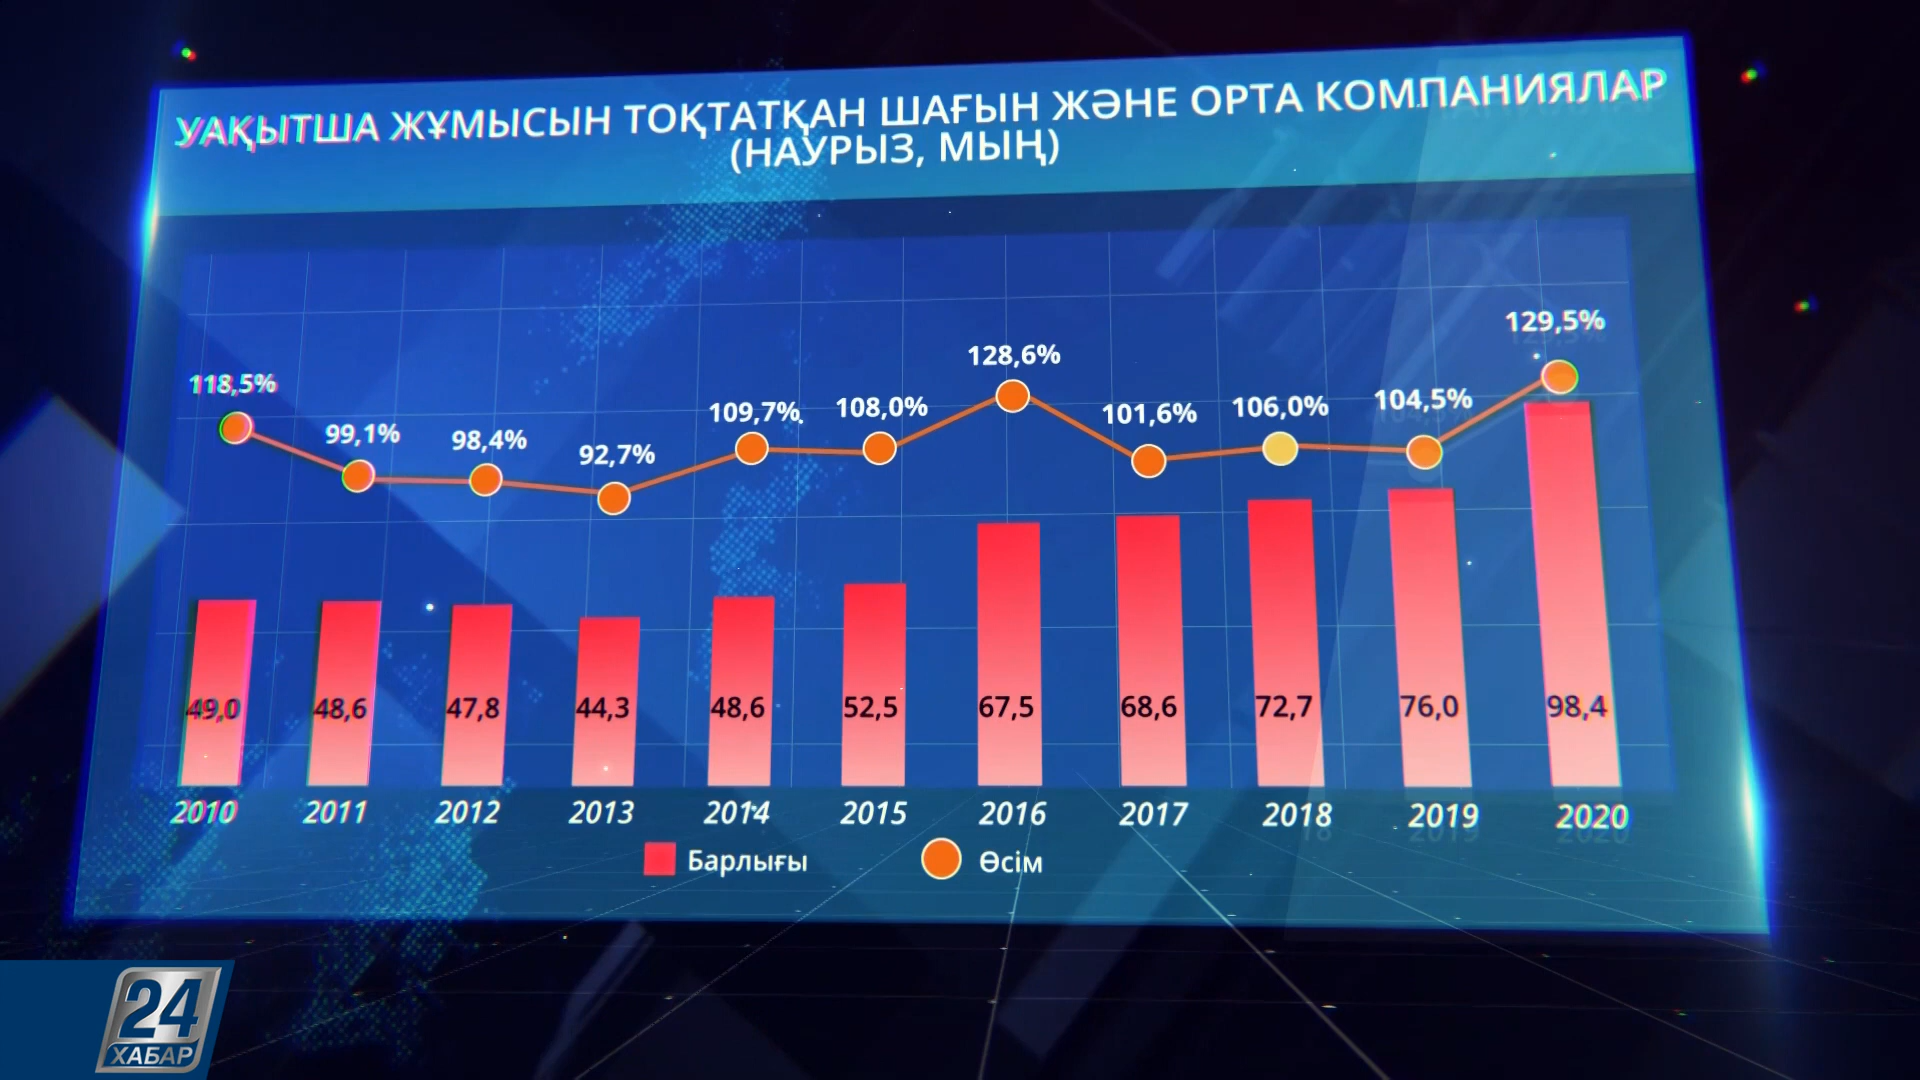 УАҚЫТША ЖҰМЫСЫН ТОҚТАТҚАН ШАҒЫН ЖӘНЕ ОРТА КОМПАНИЯЛАР
(НАУРЫЗ, МЫҢ)
118,5% 99,1% 98,4% 92,7% 109,7% 108,0% 128,6% 101,6% 106,0% 104,5% 129,5%
49,0 48,6 47,8 44,3 48,6 52,5 67,5 68,6 72,7 76,0 98,4
2010 2011 2012 2013 2014 2015 2016 2017 2018 2019 2020
Барлығы Өсім
24
ХАБАР